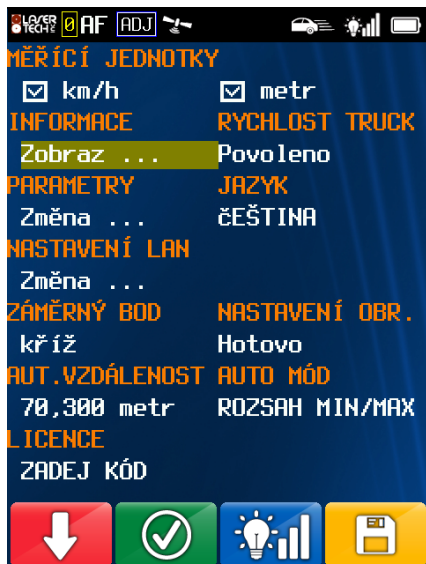 LASER TECH 0 AF ADJ
MĚŘÍCÍ JEDNOTKY
km/h metr
INFORMACE RYCHLOST TRUCK
Zobraz ... Povoleno
PARAMETRY JAZYK
Změna ... čEŠTINA
NASTAVENÍ LAN
Změna ...
ZÁMĚRNÝ BOD NASTAVENÍ OBR.
kříž Hotovo
AUT.VZDÁLENOST AUTO MÓD
70,300 metr ROZSAH MIN/MAX
LICENCE
ZADEJ KÓD